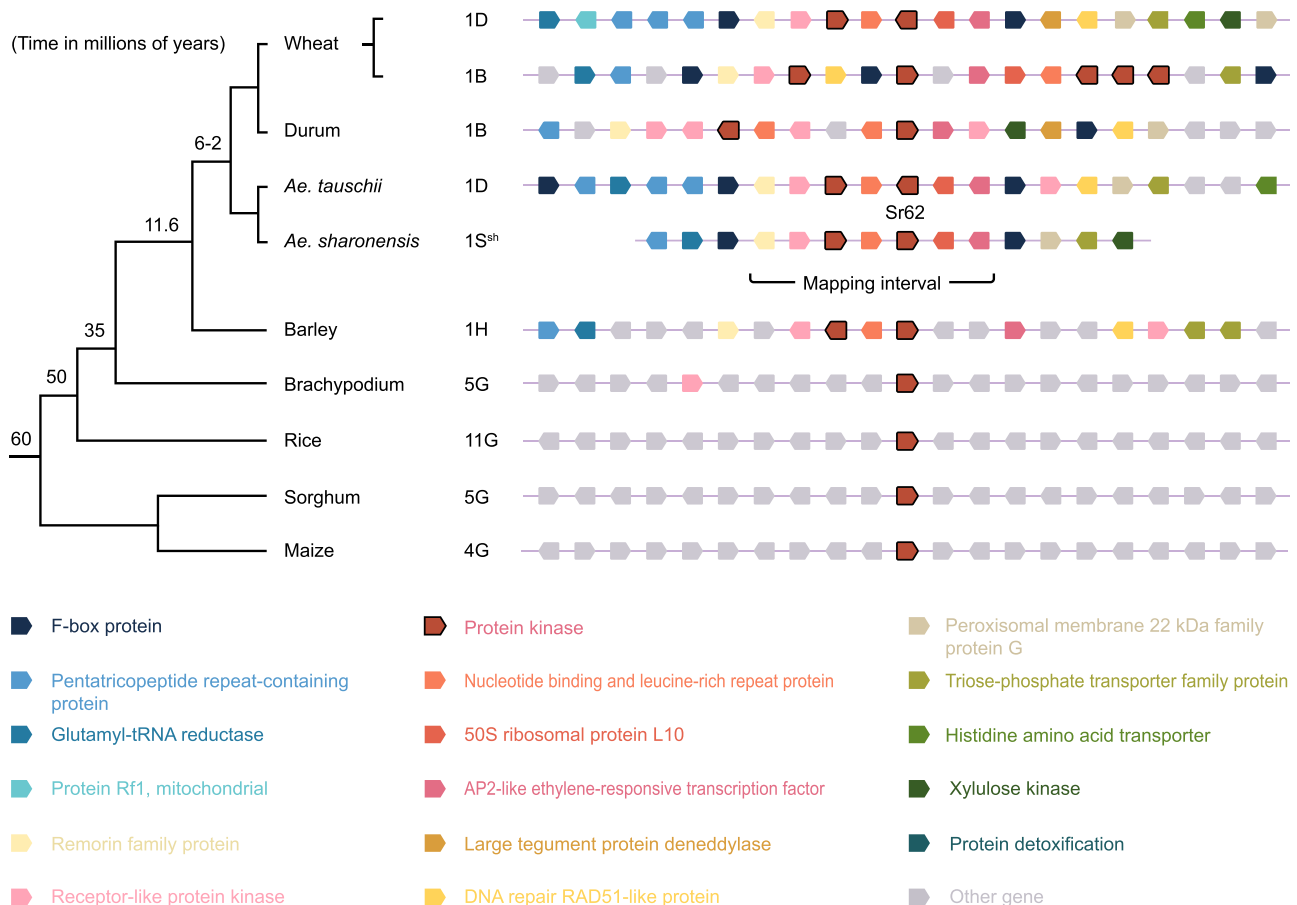 (Time in millions of years)
Wheat
1D
1B
6-2
Durum
1B
Ae. tauschii
1D
Sr62
11.6
Ae. sharonensis
1Sˢʰ
Mapping interval
35
Barley
1H
50
Brachypodium
5G
60
Rice
11G
Sorghum
5G
Maize
4G
F-box protein
Pentatricopeptide repeat-containing
protein
Glutamyl-tRNA reductase
Protein Rf1, mitochondrial
Remorin family protein
Receptor-like protein kinase
Protein kinase
Nucleotide binding and leucine-rich repeat protein
50S ribosomal protein L10
AP2-like ethylene-responsive transcription factor
Large tegument protein deneddylase
DNA repair RAD51-like protein
Peroxisomal membrane 22 kDa family
protein G
Triose-phosphate transporter family protein
Histidine amino acid transporter
Xylulose kinase
Protein detoxification
Other gene